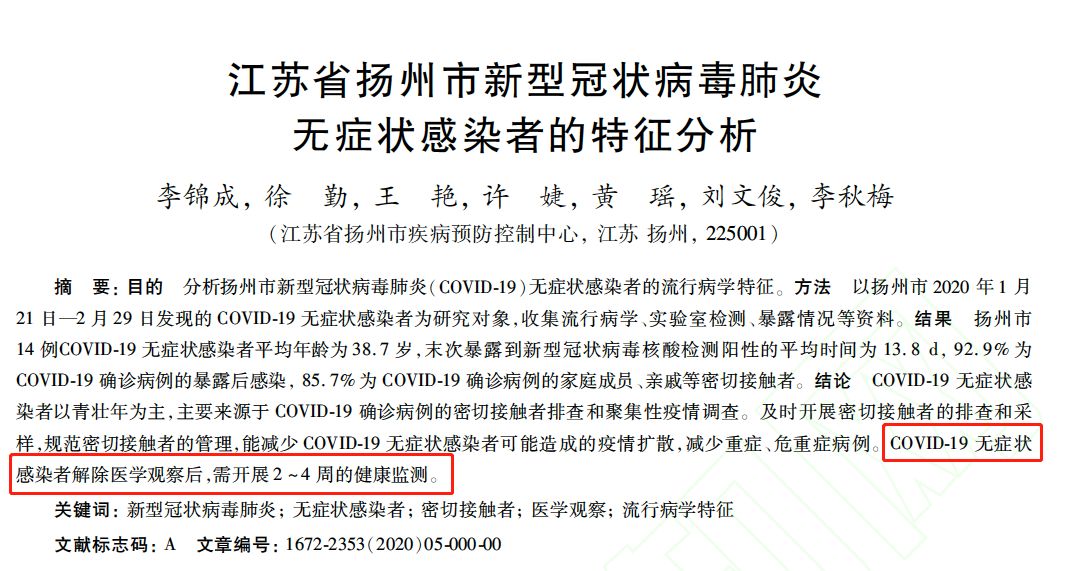 江苏省扬州市新型冠状病毒肺炎
无症状感染者的特征分析
李锦成, 徐　勤, 王　艳, 许　婕, 黄　瑶, 刘文俊, 李秋梅
(江苏省扬州市疾病预防控制中心, 江苏 扬州, 225001)
摘　要: 目的　分析扬州市新型冠状病毒肺炎(COVID-19)无症状感染者的流行病学特征。方法　以扬州市 2020 年 1 月
21 日—2 月 29 日发现的 COVID-19 无症状感染者为研究对象,收集流行病学、实验室检测、暴露情况等资料。结果　扬州市
14 例COVID-19 无症状感染者平均年龄为 38.7 岁,末次暴露到新型冠状病毒核酸检测阳性的平均时间为 13.8 d, 92.9%为
COVID-19 确诊病例的暴露后感染, 85.7%为 COVID-19 确诊病例的家庭成员、亲戚等密切接触者。结论　COVID-19 无症状感
染者以青壮年为主,主要来源于 COVID-19 确诊病例的密切接触者排查和聚集性疫情调查。及时开展密切接触者的排查和采
样,规范密切接触者的管理,能减少 COVID-19 无症状感染者可能造成的疫情扩散,减少重症、危重症病例。COVID-19 无症状
感染者解除医学观察后,需开展 2 ~ 4 周的健康监测。
关键词: 新型冠状病毒肺炎; 无症状感染者; 密切接触者; 医学观察; 流行病学特征
文献标志码: A　文章编号: 1672-2353(2020)05-000-00